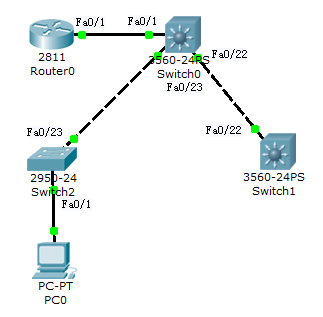 Fa0/1
Fa0/1
2811
Router0
3560-24PS
Switch0
Fa0/22
Fa0/23
Fa0/23
Fa0/22
2950-24
Switch2
3560-24PS
Switch1
Fa0/1
PC-PT
PC0